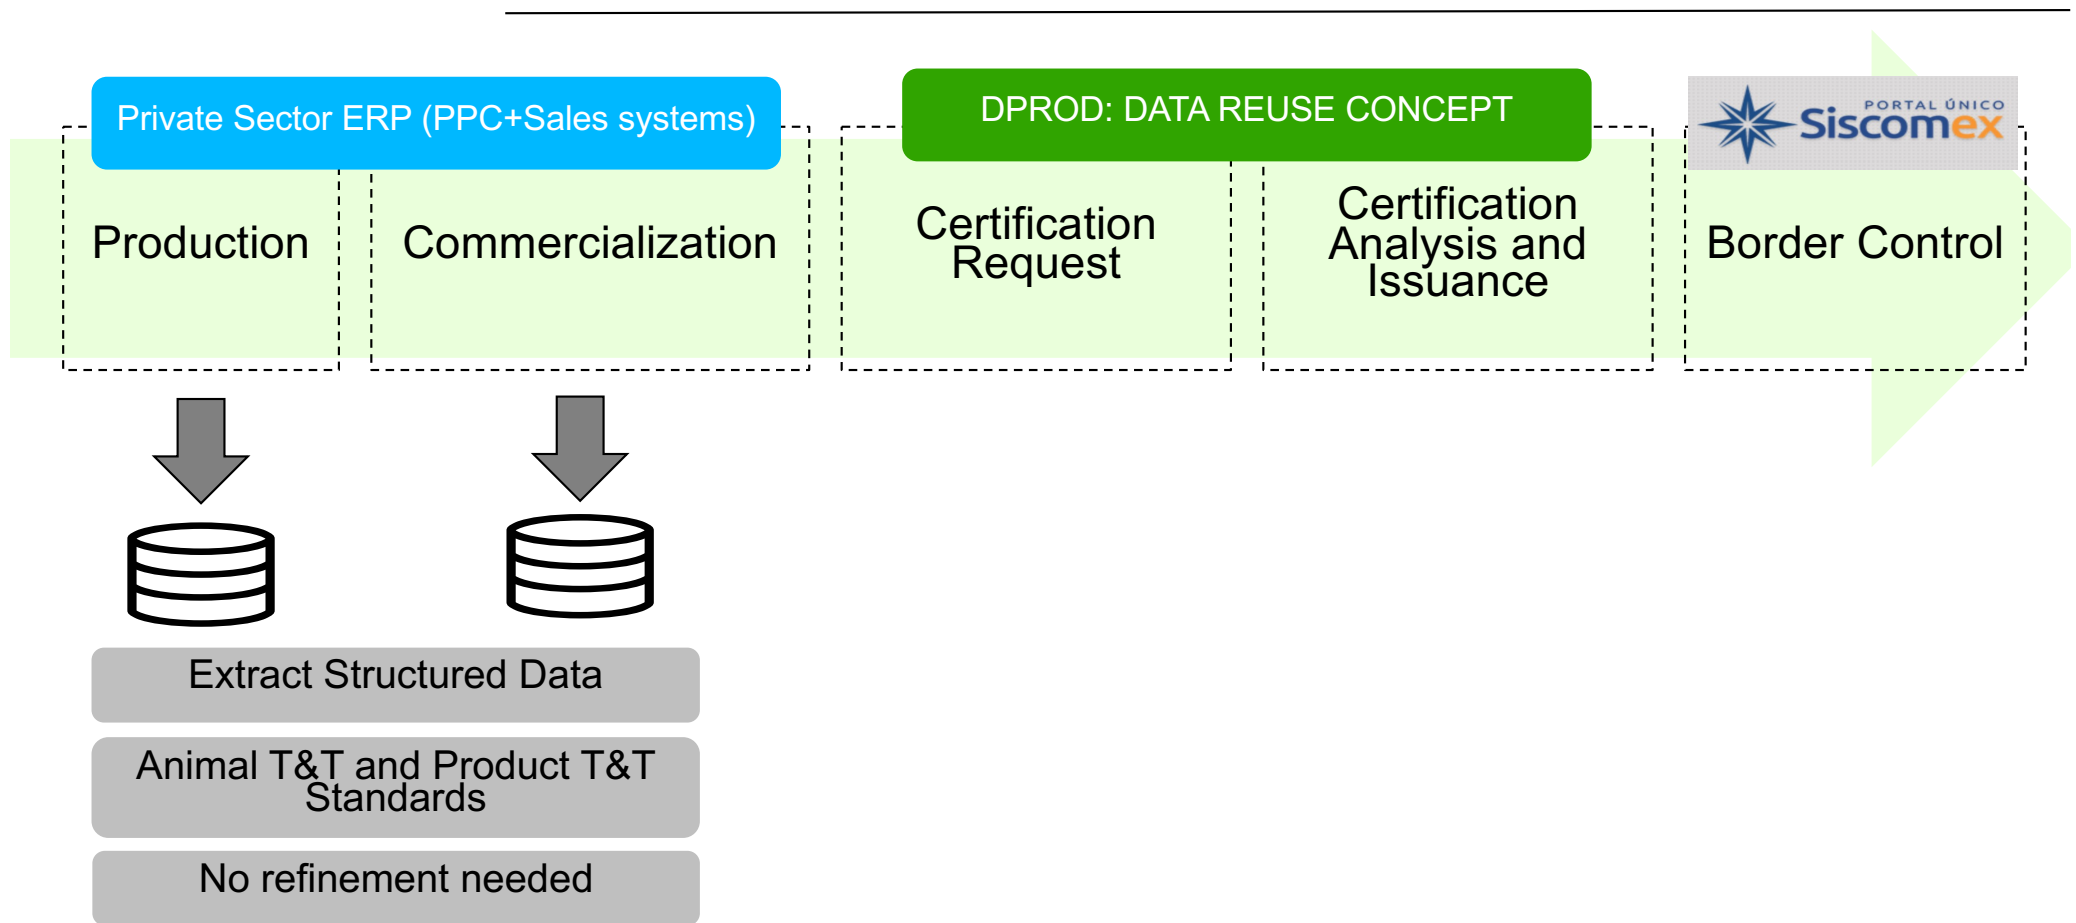 Private Sector ERP (PPC+Sales systems)
DPROD: DATA REUSE CONCEPT
PORTAL ÚNICO
Siscomex
Production
Commercialization
Certification
Request
Certification
Analysis and
Issuance
Border Control
Extract Structured Data
Animal T&T and Product T&T
Standards
No refinement needed